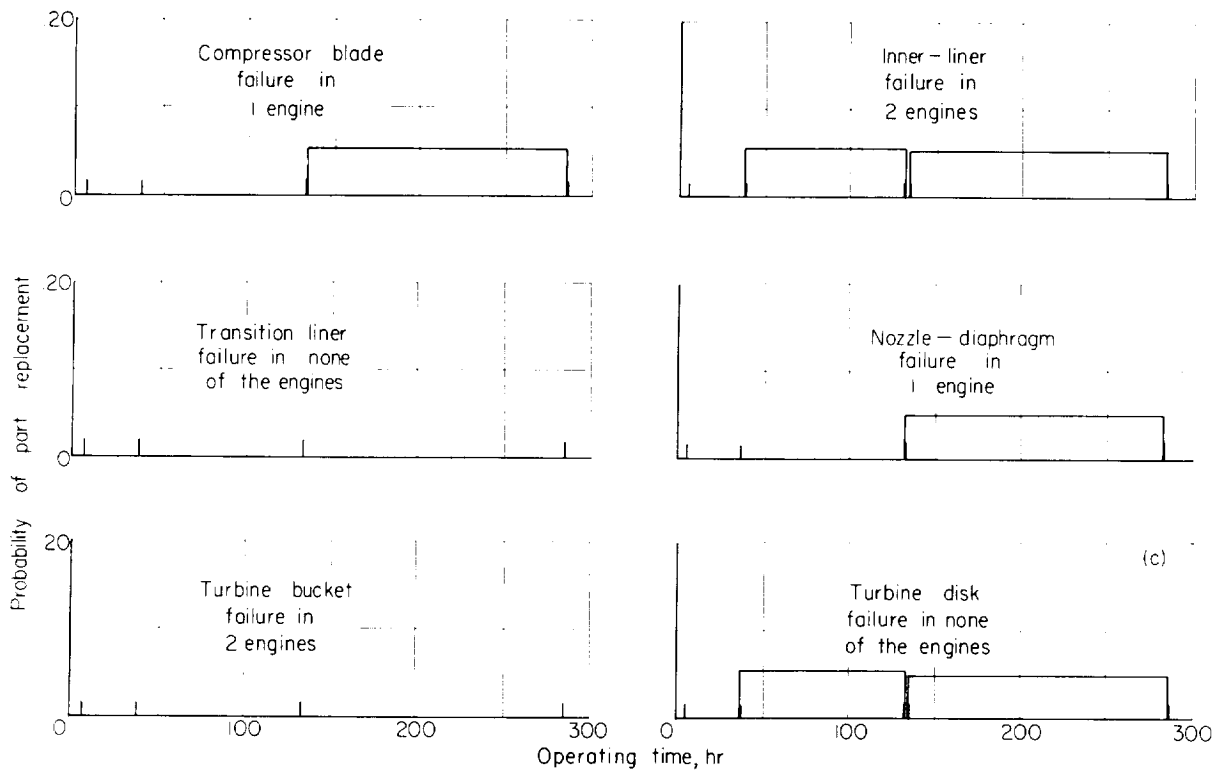 20
Compressor blade
failure in
1 engine
0
Inner-liner
failure in
2 engines
Probability of part replacement
20
Transition liner
failure in none
of the engines
0
Nozzle-diaphragm
failure in
1 engine
20
Turbine bucket
failure in
2 engines
0 100 200 300
(c)
Turbine disk
failure in none
of the engines
0 100 200 300
Operating time, hr